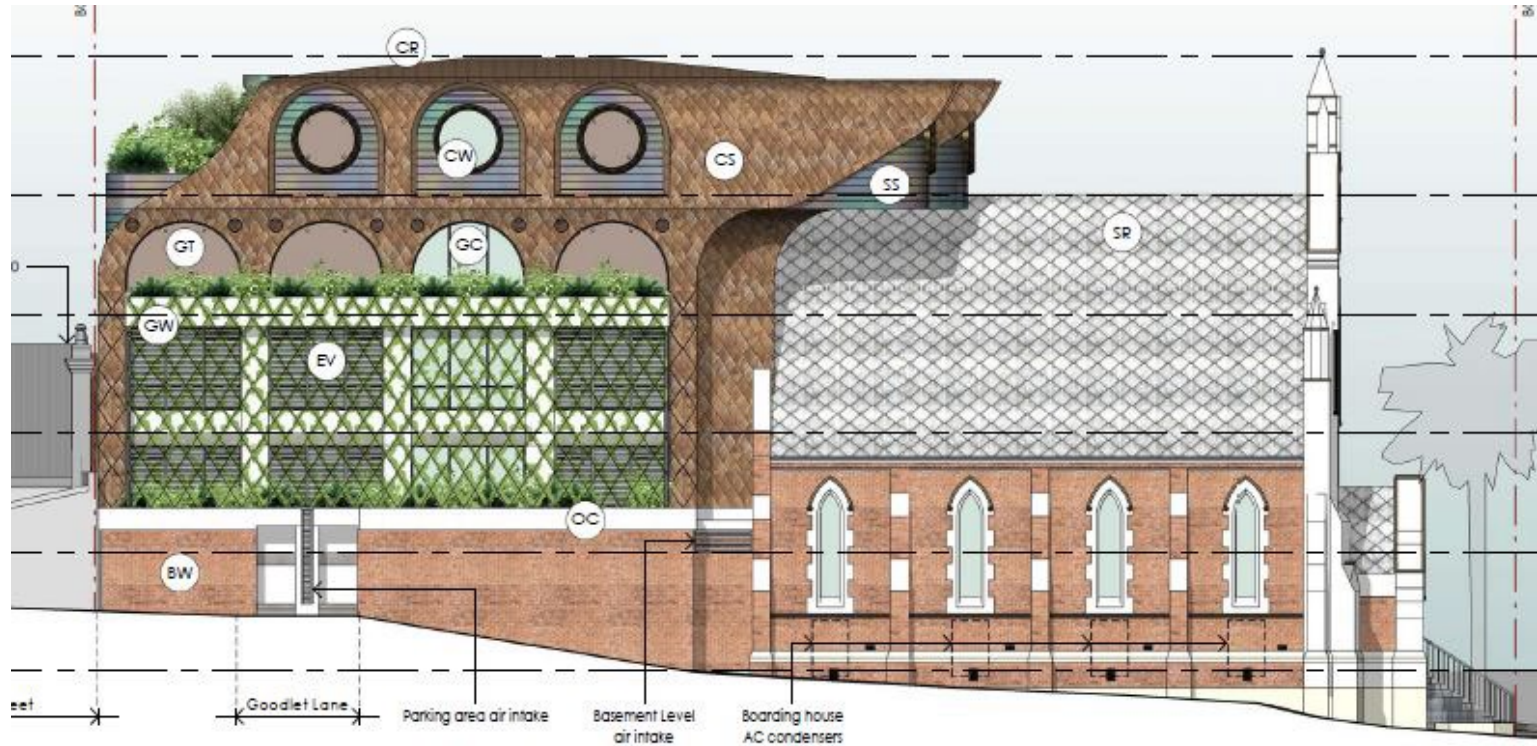 CR
CW
CS
SS
GT
GC
SR
GW
EV
OC
BW
eet
Goodlet Lane
Parking area air intake
Basement Level
air intake
Boarding house
AC condensers